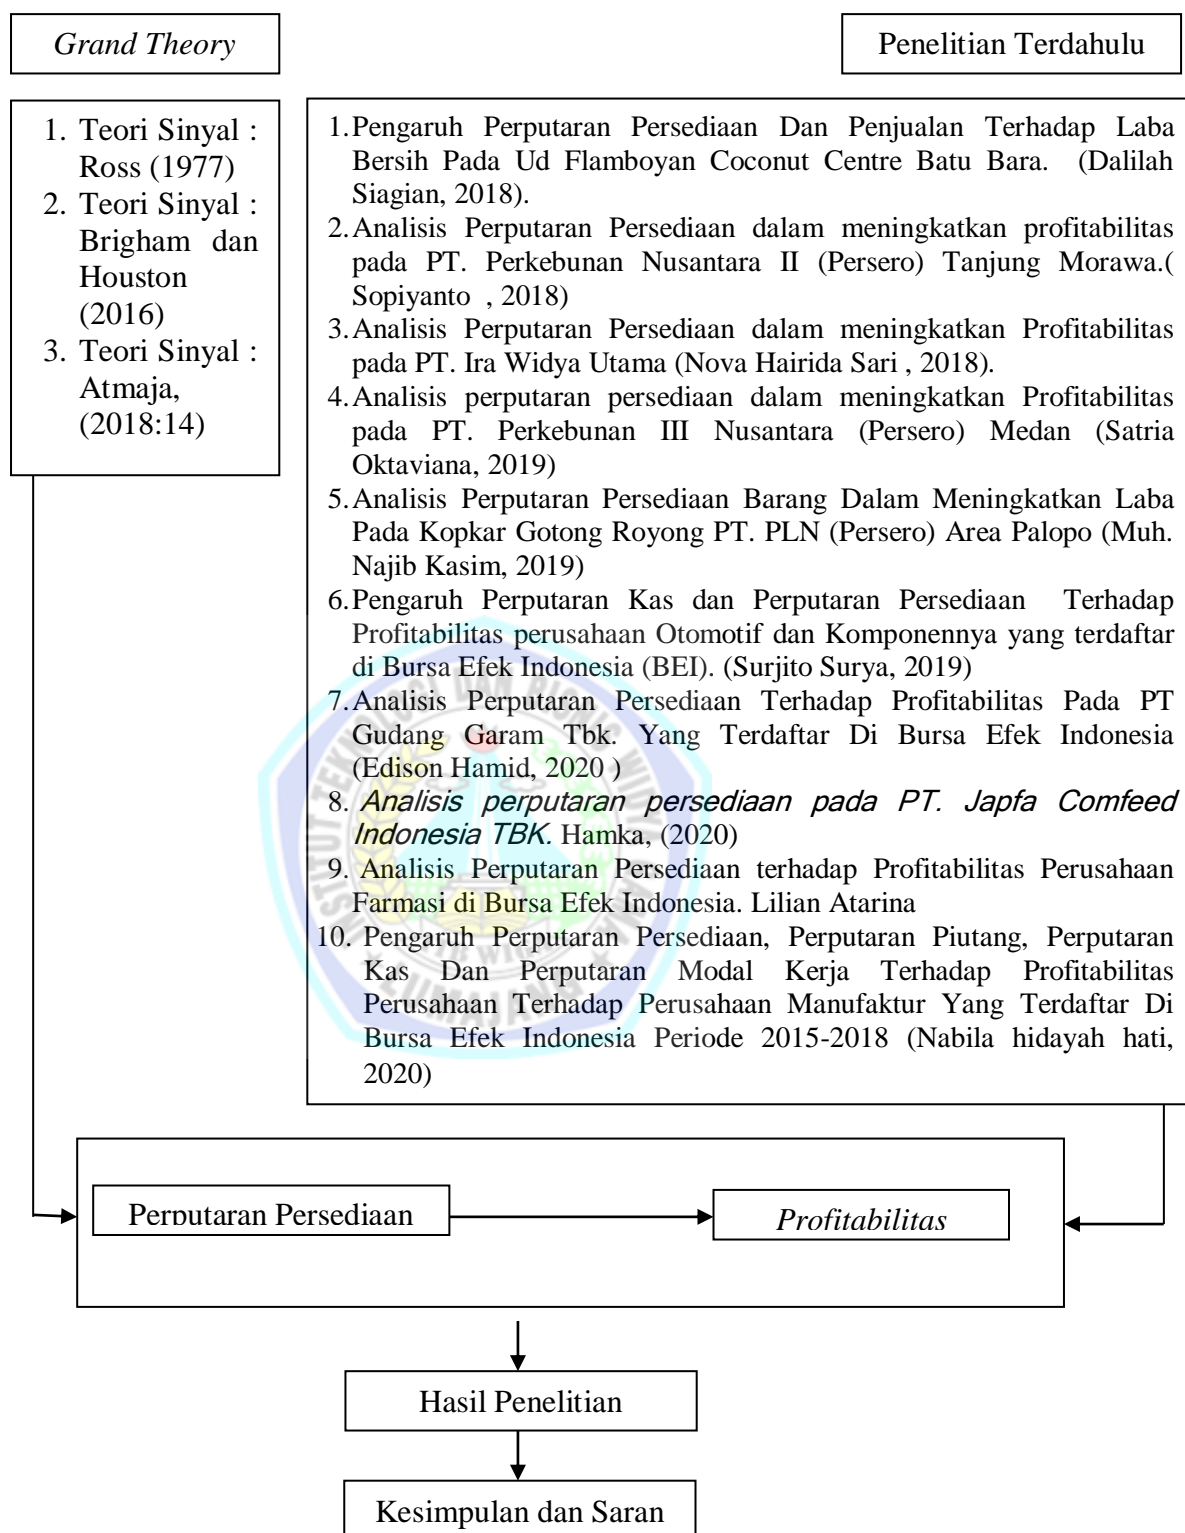 Grand Theory
Penelitian Terdahulu
1. Teori Sinyal :
Ross (1977)
2. Teori Sinyal :
Brigham dan
Houston
(2016)
3. Teori Sinyal :
Atmaja,
(2018:14)
1.Pengaruh Perputaran Persediaan Dan Penjualan Terhadap Laba
Bersih Pada Ud Flamboyan Coconut Centre Batu Bara. (Dalilah
Siagian, 2018).
2.Analisis Perputaran Persediaan dalam meningkatkan profitabilitas
pada PT. Perkebunan Nusantara II (Persero) Tanjung Morawa.(
Sopiyanto , 2018)
3.Analisis Perputaran Persediaan dalam meningkatkan Profitabilitas
pada PT. Ira Widya Utama (Nova Hairida Sari , 2018).
4.Analisis perputaran persediaan dalam meningkatkan Profitabilitas
pada PT. Perkebunan III Nusantara (Persero) Medan (Satria
Oktaviana, 2019)
5.Analisis Perputaran Persediaan Barang Dalam Meningkatkan Laba
Pada Kopkar Gotong Royong PT. PLN (Persero) Area Palopo (Muh.
Najib Kasim, 2019)
6.Pengaruh Perputaran Kas dan Perputaran Persediaan Terhadap
Profitabilitas perusahaan Otomotif dan Komponennya yang terdaftar
di Bursa Efek Indonesia (BEI). (Surjito Surya, 2019)
7.Analisis Perputaran Persediaan Terhadap Profitabilitas Pada PT
Gudang Garam Tbk. Yang Terdaftar Di Bursa Efek Indonesia
(Edison Hamid, 2020 )
8. Analisis perputaran persediaan pada PT. Japfa Comfeed
Indonesia TBK. Hamka, (2020)
9. Analisis Perputaran Persediaan terhadap Profitabilitas Perusahaan
Farmasi di Bursa Efek Indonesia. Lilian Atarina
10. Pengaruh Perputaran Persediaan, Perputaran Piutang, Perputaran
Kas Dan Perputaran Modal Kerja Terhadap Profitabilitas
Perusahaan Terhadap Perusahaan Manufaktur Yang Terdaftar Di
Bursa Efek Indonesia Periode 2015-2018 (Nabila hidayah hati,
2020)
INSTITUT TEKNOLOGI DAN BISNIS WIDYA GAMA
ITB WIGA
LUMAJANG
Perputaran Persediaan
Profitabilitas
Hasil Penelitian
Kesimpulan dan Saran